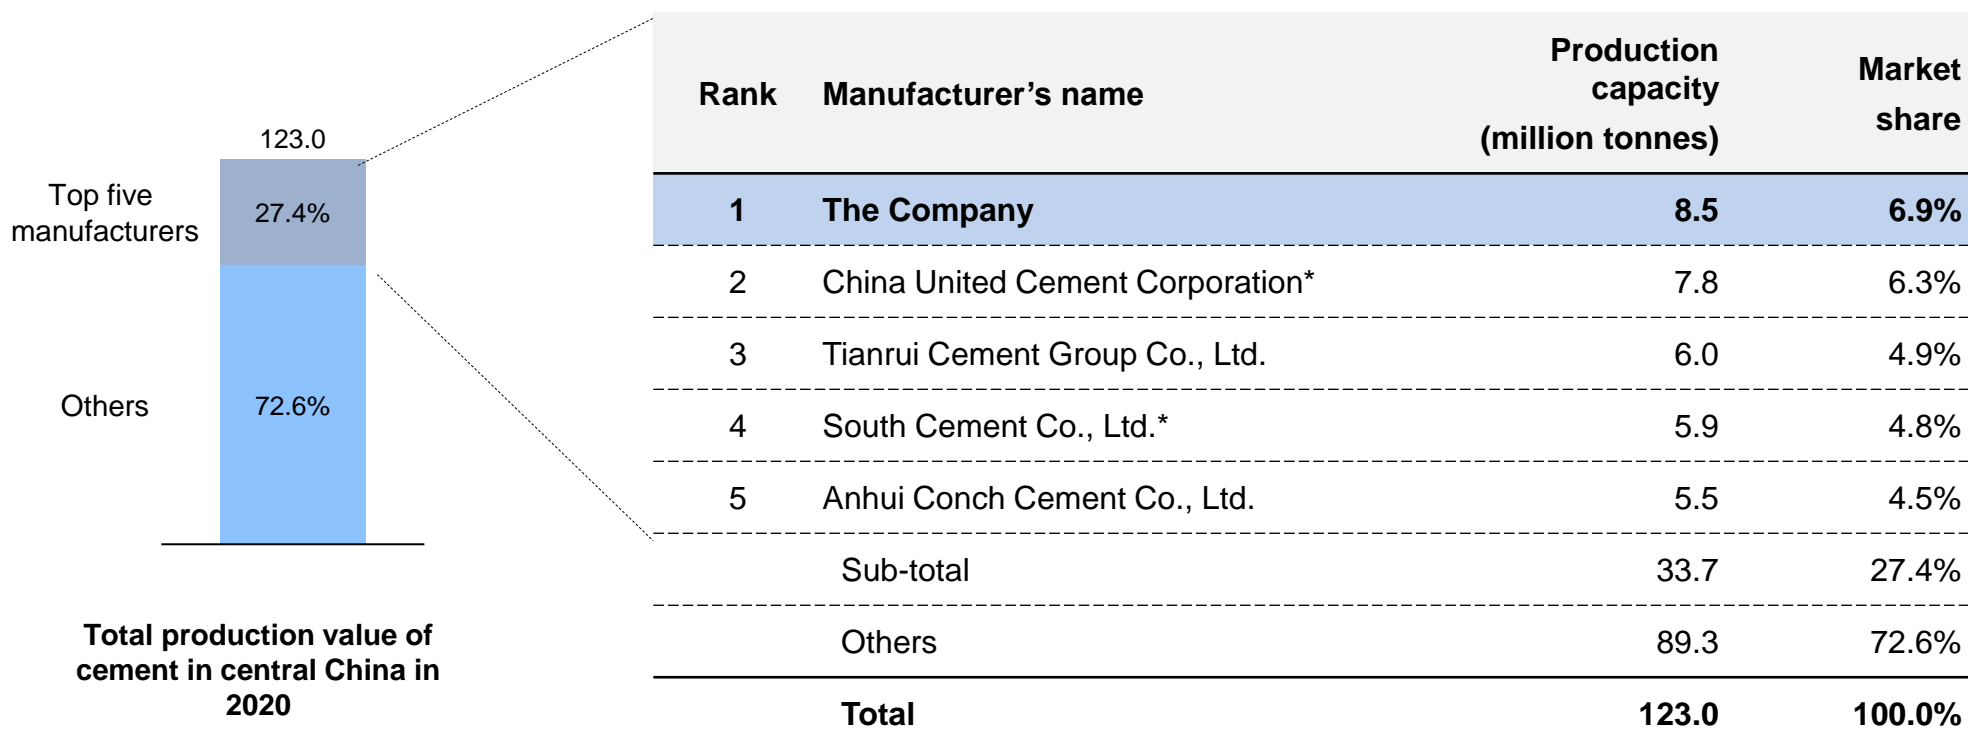 123.0
Top five
manufacturers
27.4%
Others
72.6%
Total production value of
cement in central China in
2020
Rank Manufacturer’s name Production capacity (million tonnes) Market share
1 The Company 8.5 6.9%
2 China United Cement Corporation* 7.8 6.3%
3 Tianrui Cement Group Co., Ltd. 6.0 4.9%
4 South Cement Co., Ltd.* 5.9 4.8%
5 Anhui Conch Cement Co., Ltd. 5.5 4.5%
Sub-total 33.7 27.4%
Others 89.3 72.6%
Total 123.0 100.0%